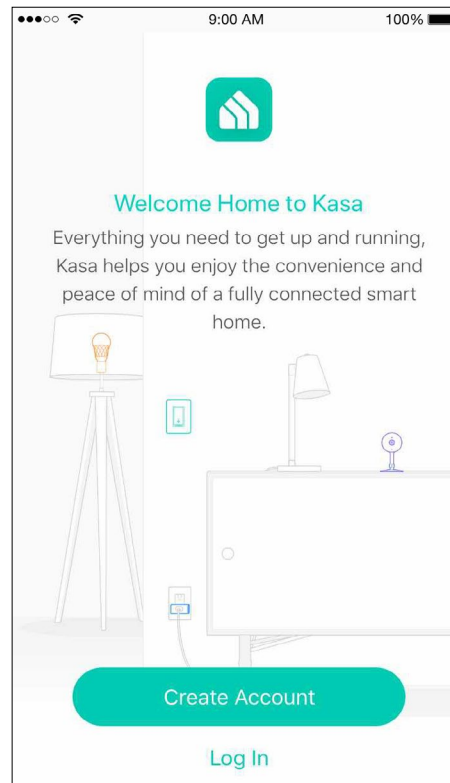 9:00 AM 100%
Welcome Home to Kasa
Everything you need to get up and running,
Kasa helps you enjoy the convenience and
peace of mind of a fully connected smart
home.
Create Account
Log In